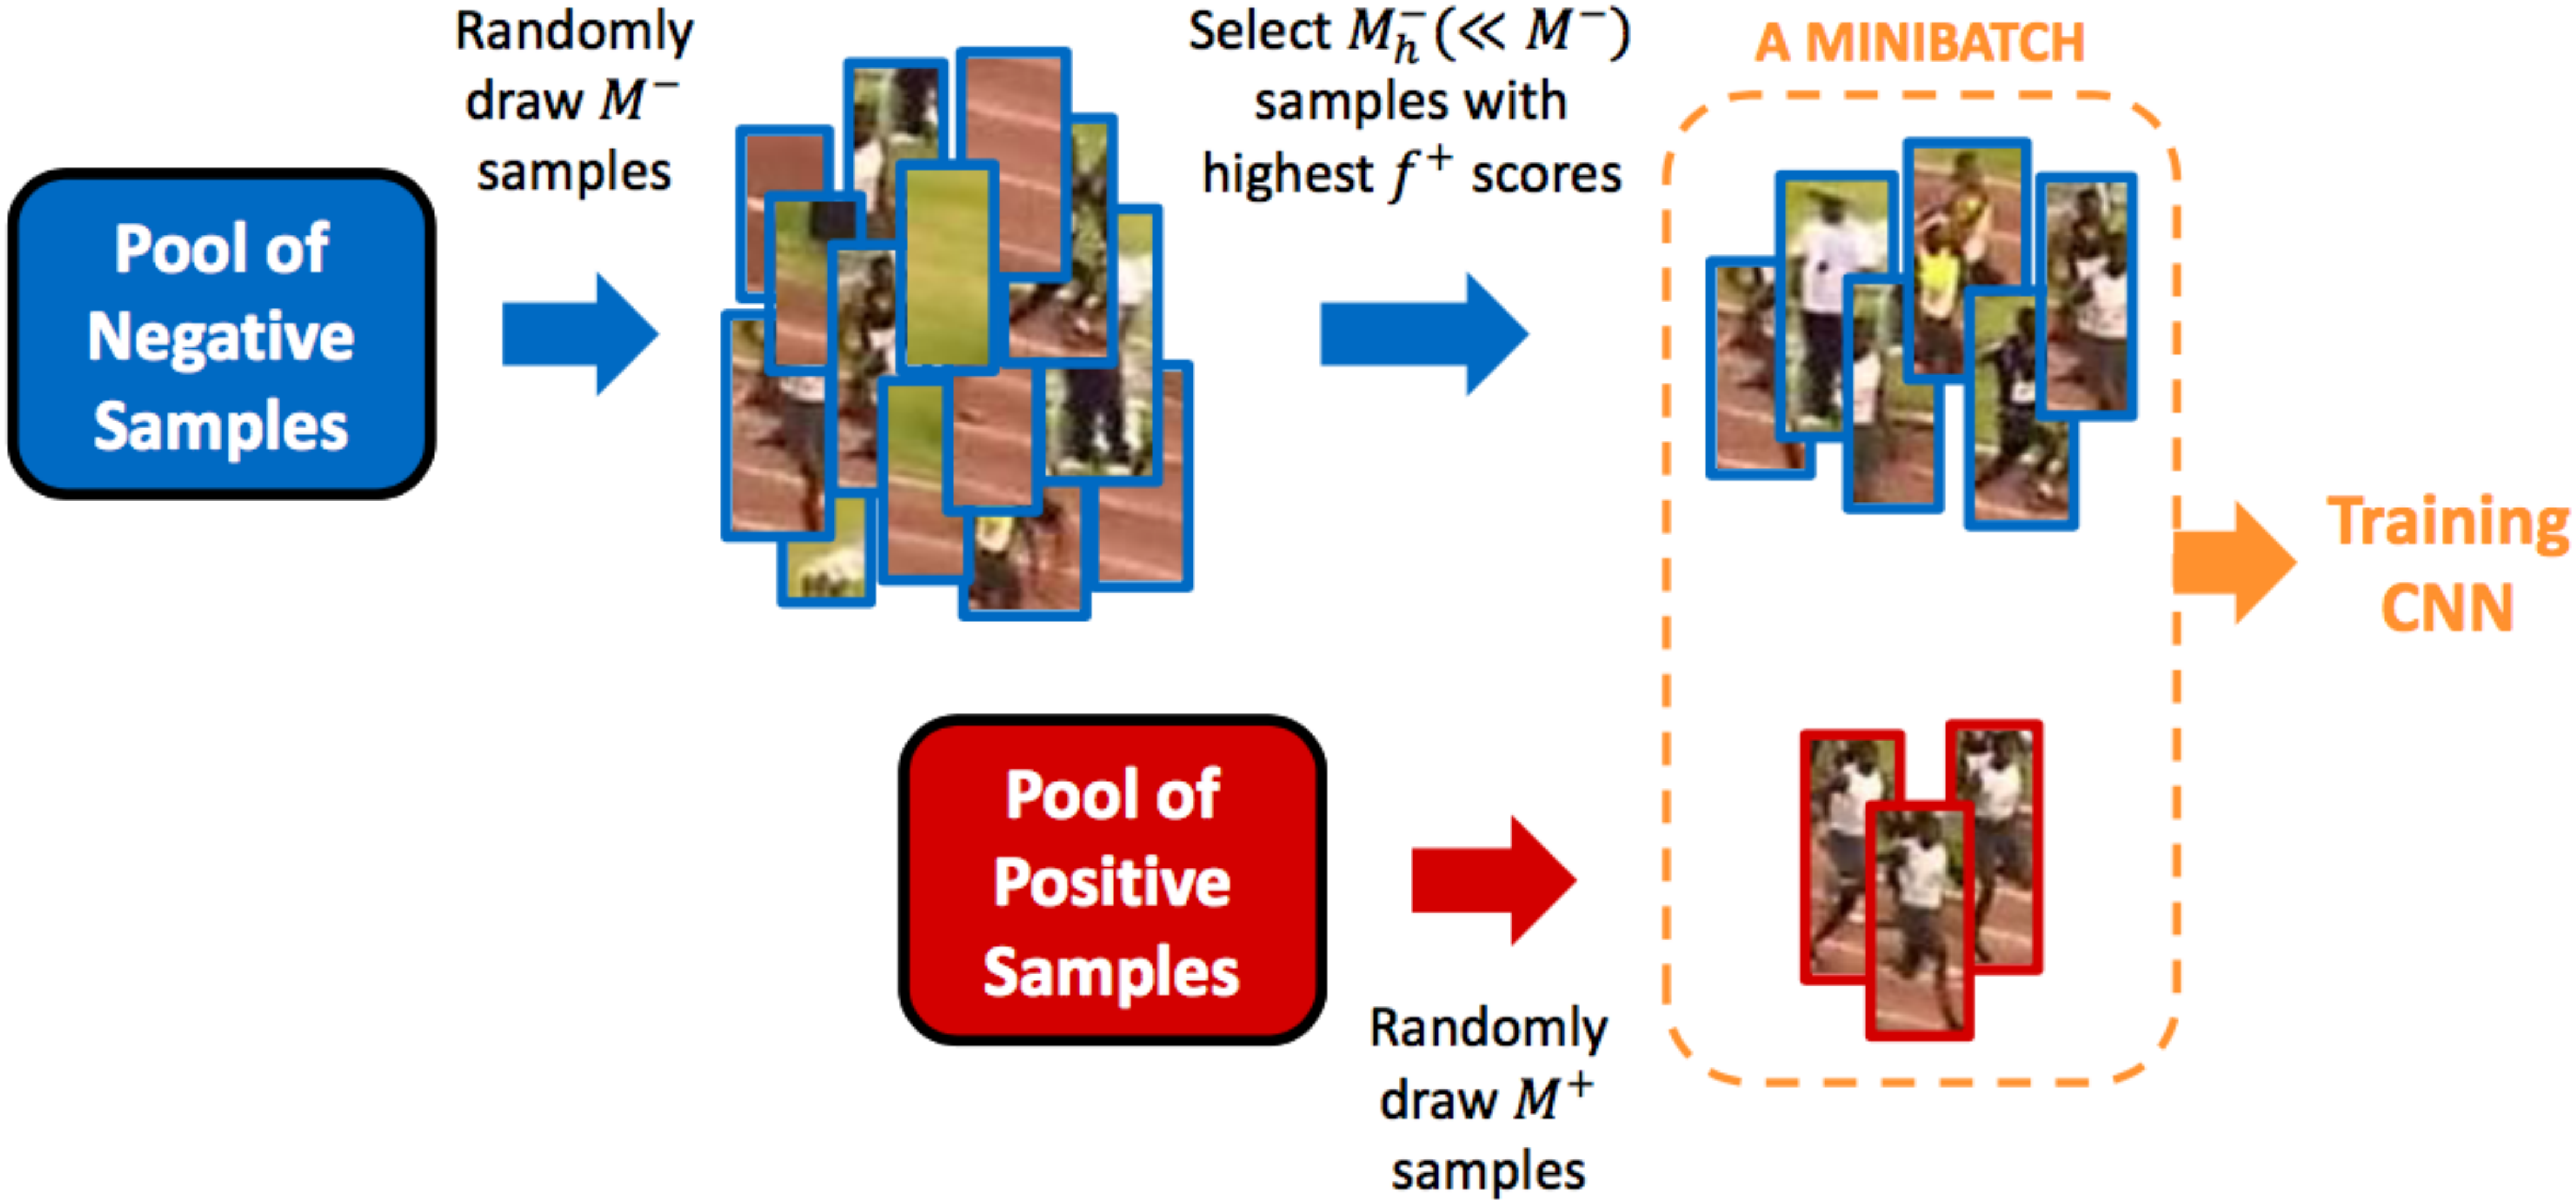 Randomly
draw M⁻
samples
Select M⁻ₕ(≪ M⁻)
samples with
highest f⁺ scores
A MINIBATCH
Pool of
Negative
Samples
Training
CNN
Pool of
Positive
Samples
Randomly
draw M⁺
samples